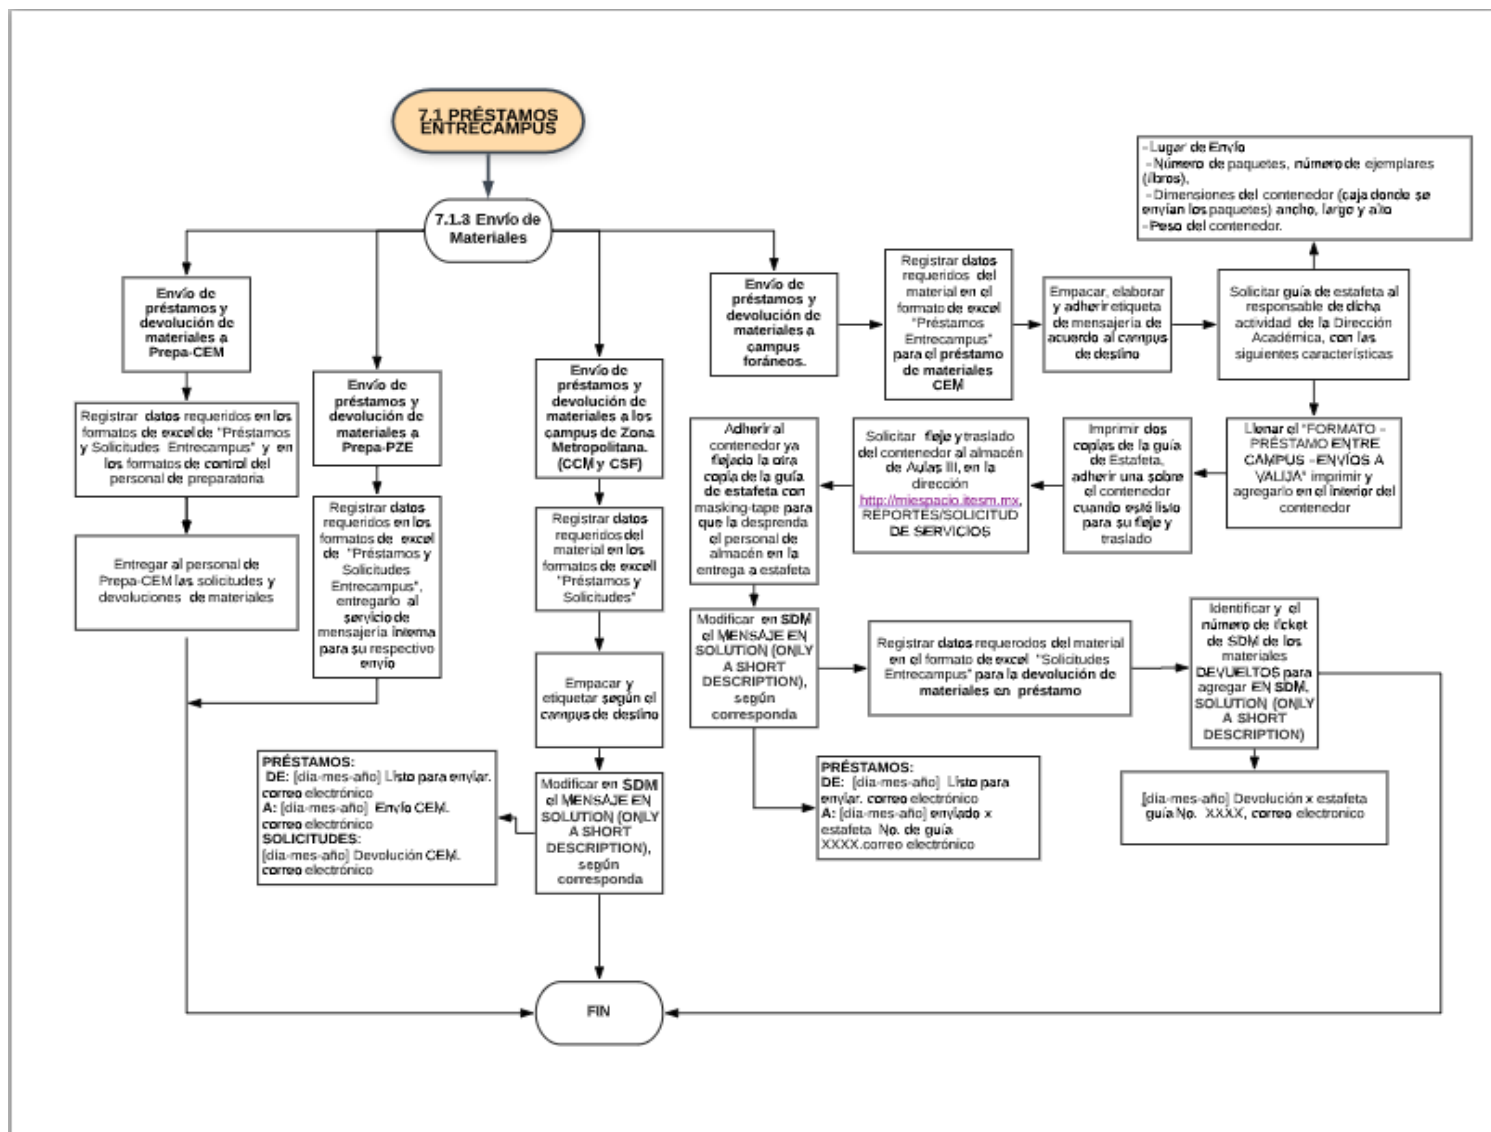 7.1 PRÉSTAMOS
ENTRECAMPUS
7.1.3 Envío de
Materiales
Envío de
préstamos y
devolución de
materiales a
Prepa-CEM
Registrar datos requeridos en los
formatos de excel de "Préstamos
y Solicitudes Entrecampus" y en
los formatos de control del
personal de preparatoria
Entregar al personal de
Prepa-CEM las solicitudes y
devoluciones de materiales
Envío de
préstamos y
devolución de
materiales a
Prepa-PZE
Registrar datos
requeridos en los
formatos de excel
de "Préstamos y
Solicitudes
Entrecampus",
entregarlo al
servicio de
mensajería interna
para su respectivo
envío
Envío de
préstamos y
devolución de
materiales a los
campus de Zona
Metropolitana.
(CCM y CSF)
Registrar datos
requeridos del
material en los
formatos de excell
"Préstamos y
Solicitudes"
Empacar y
etiquetar según el
campus de destino
Modificar en SDM
el MENSAJE EN
SOLUTION (ONLY
A SHORT
DESCRIPTION),
según
corresponda
PRÉSTAMOS:
DE: [día-mes-año] Listo para enviar.
correo electrónico
A: [día-mes-año] Envío CEM.
correo electrónico
SOLICITUDES:
[día-mes-año] Devolución CEM.
correo electrónico
Envío de
préstamos y
devolución de
materiales a
campus
foráneos.
Registrar datos
requeridos del
material en el
formato de excel
"Préstamos
Entrecampus"
para el préstamo
de materiales
CEM
Empacar, elaborar
y adherir etiqueta
de mensajería de
acuerdo al campus
de destino
Solicitar guía de estafeta al
responsable de dicha
actividad de la Dirección
Académica, con las
siguientes características
-Lugar de Envío
-Número de paquetes, número de ejemplares
(libros),
-Dimensiones del contenedor (caja donde se
envían los paquetes) ancho, largo y alto
-Peso del contenedor.
Llenar el "FORMATO -
PRÉSTAMO ENTRE
CAMPUS -ENVÍOS A
VALIJA" imprimir y
agregarlo en el interior del
contenedor
Imprimir dos
copias de la guía
de Estafeta,
adherir una sobre
el contenedor
cuando esté listo
para su fleje y
traslado
Solicitar fleje y traslado
del contenedor al almacén
de Aulas III, en la
dirección
http://miespacio.itesm.mx,
REPORTES/SOLICITUD
DE SERVICIOS
Adherir al
contenedor ya
flejado la otra
copia de la guía
de estafeta con
masking-tape para
que la desprenda
el personal de
almacén en la
entrega a estafeta
Modificar en SDM
el MENSAJE EN
SOLUTION (ONLY
A SHORT
DESCRIPTION),
según
corresponda
PRÉSTAMOS:
DE: [día-mes-año] Listo para
enviar. correo electrónico
A: [día-mes-año] enviado x
estafeta No. de guía
XXXX.correo electrónico
Registrar datos requerodos del material
en el formato de excel "Solicitudes
Entrecampus" para la devolución de
materiales en préstamo
Identificar y el
número de ticket
de SDM de los
materiales
DEVUELTOS para
agregar EN SDM,
SOLUTION (ONLY
A SHORT
DESCRIPTION)
[día-mes-año] Devolución x estafeta
guía No. XXXX, correo electronico
FIN